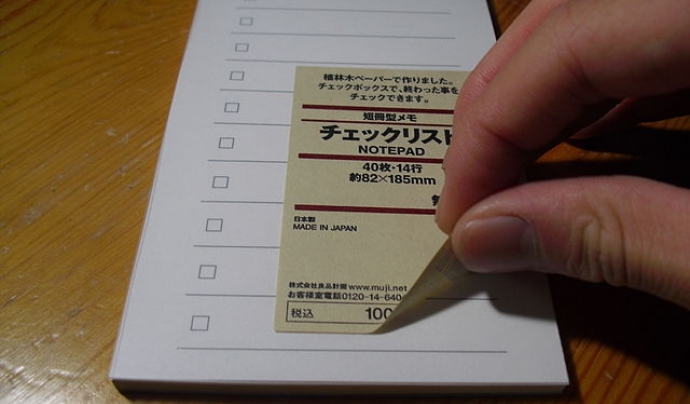 植林木ペーパーで作りました。
チェックボックスで、終わった事を
チェックできます。
短冊型メモ
チェックリスト
NOTEPAD
40枚・14行
約82×185mm
日本製
MADE IN JAPAN
株式会社良品計画 www.muji.net
お客様室電話0120-14-640
税込 100